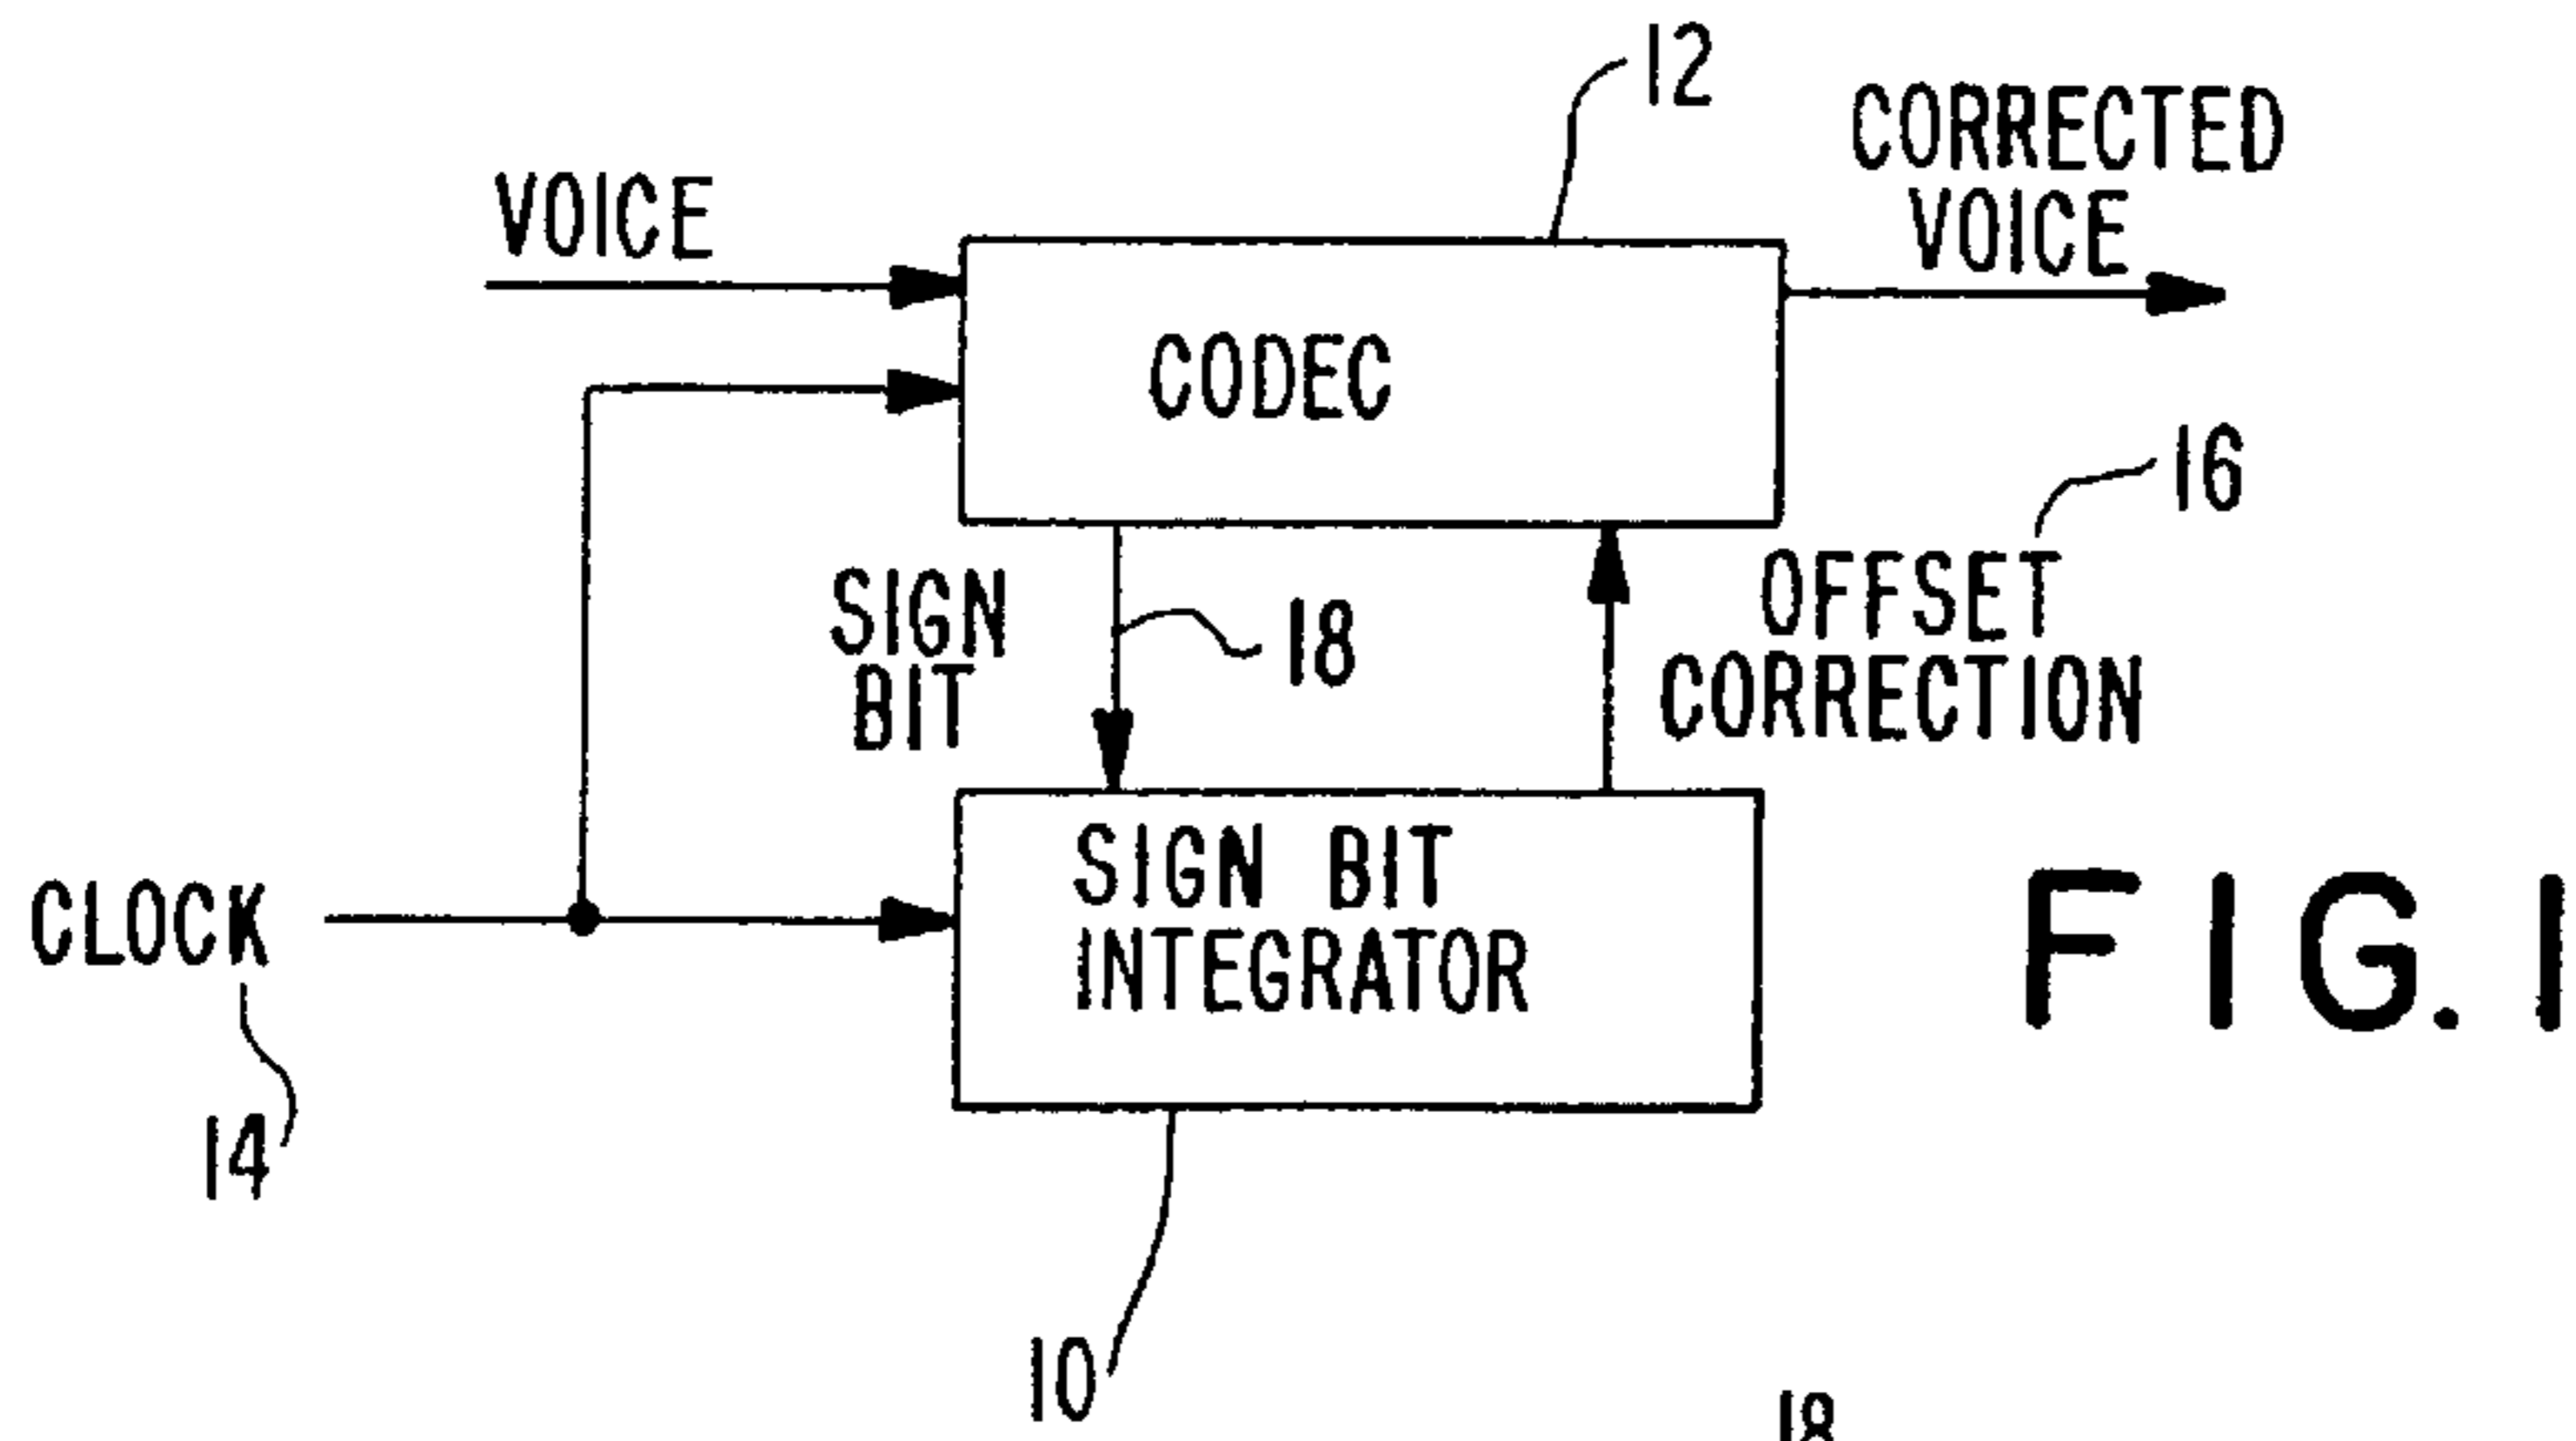 12
CORRECTED
VOICE
VOICE
CODEC
16
OFFSET
CORRECTION
SIGN
BIT
18
SIGN BIT
INTEGRATOR
CLOCK
14
10
FIG. 1
18